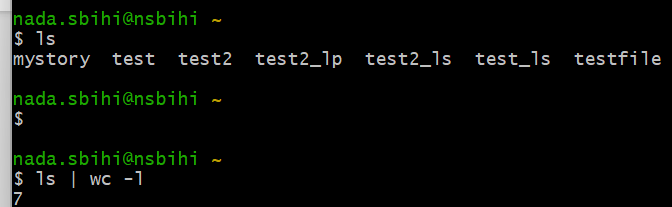 nada.sbihi@nsbihi ~
$ ls
mystory  test  test2  test2_lp  test2_ls  test_ls  testfile
nada.sbihi@nsbihi ~
$
nada.sbihi@nsbihi ~
$ ls | wc -l
7